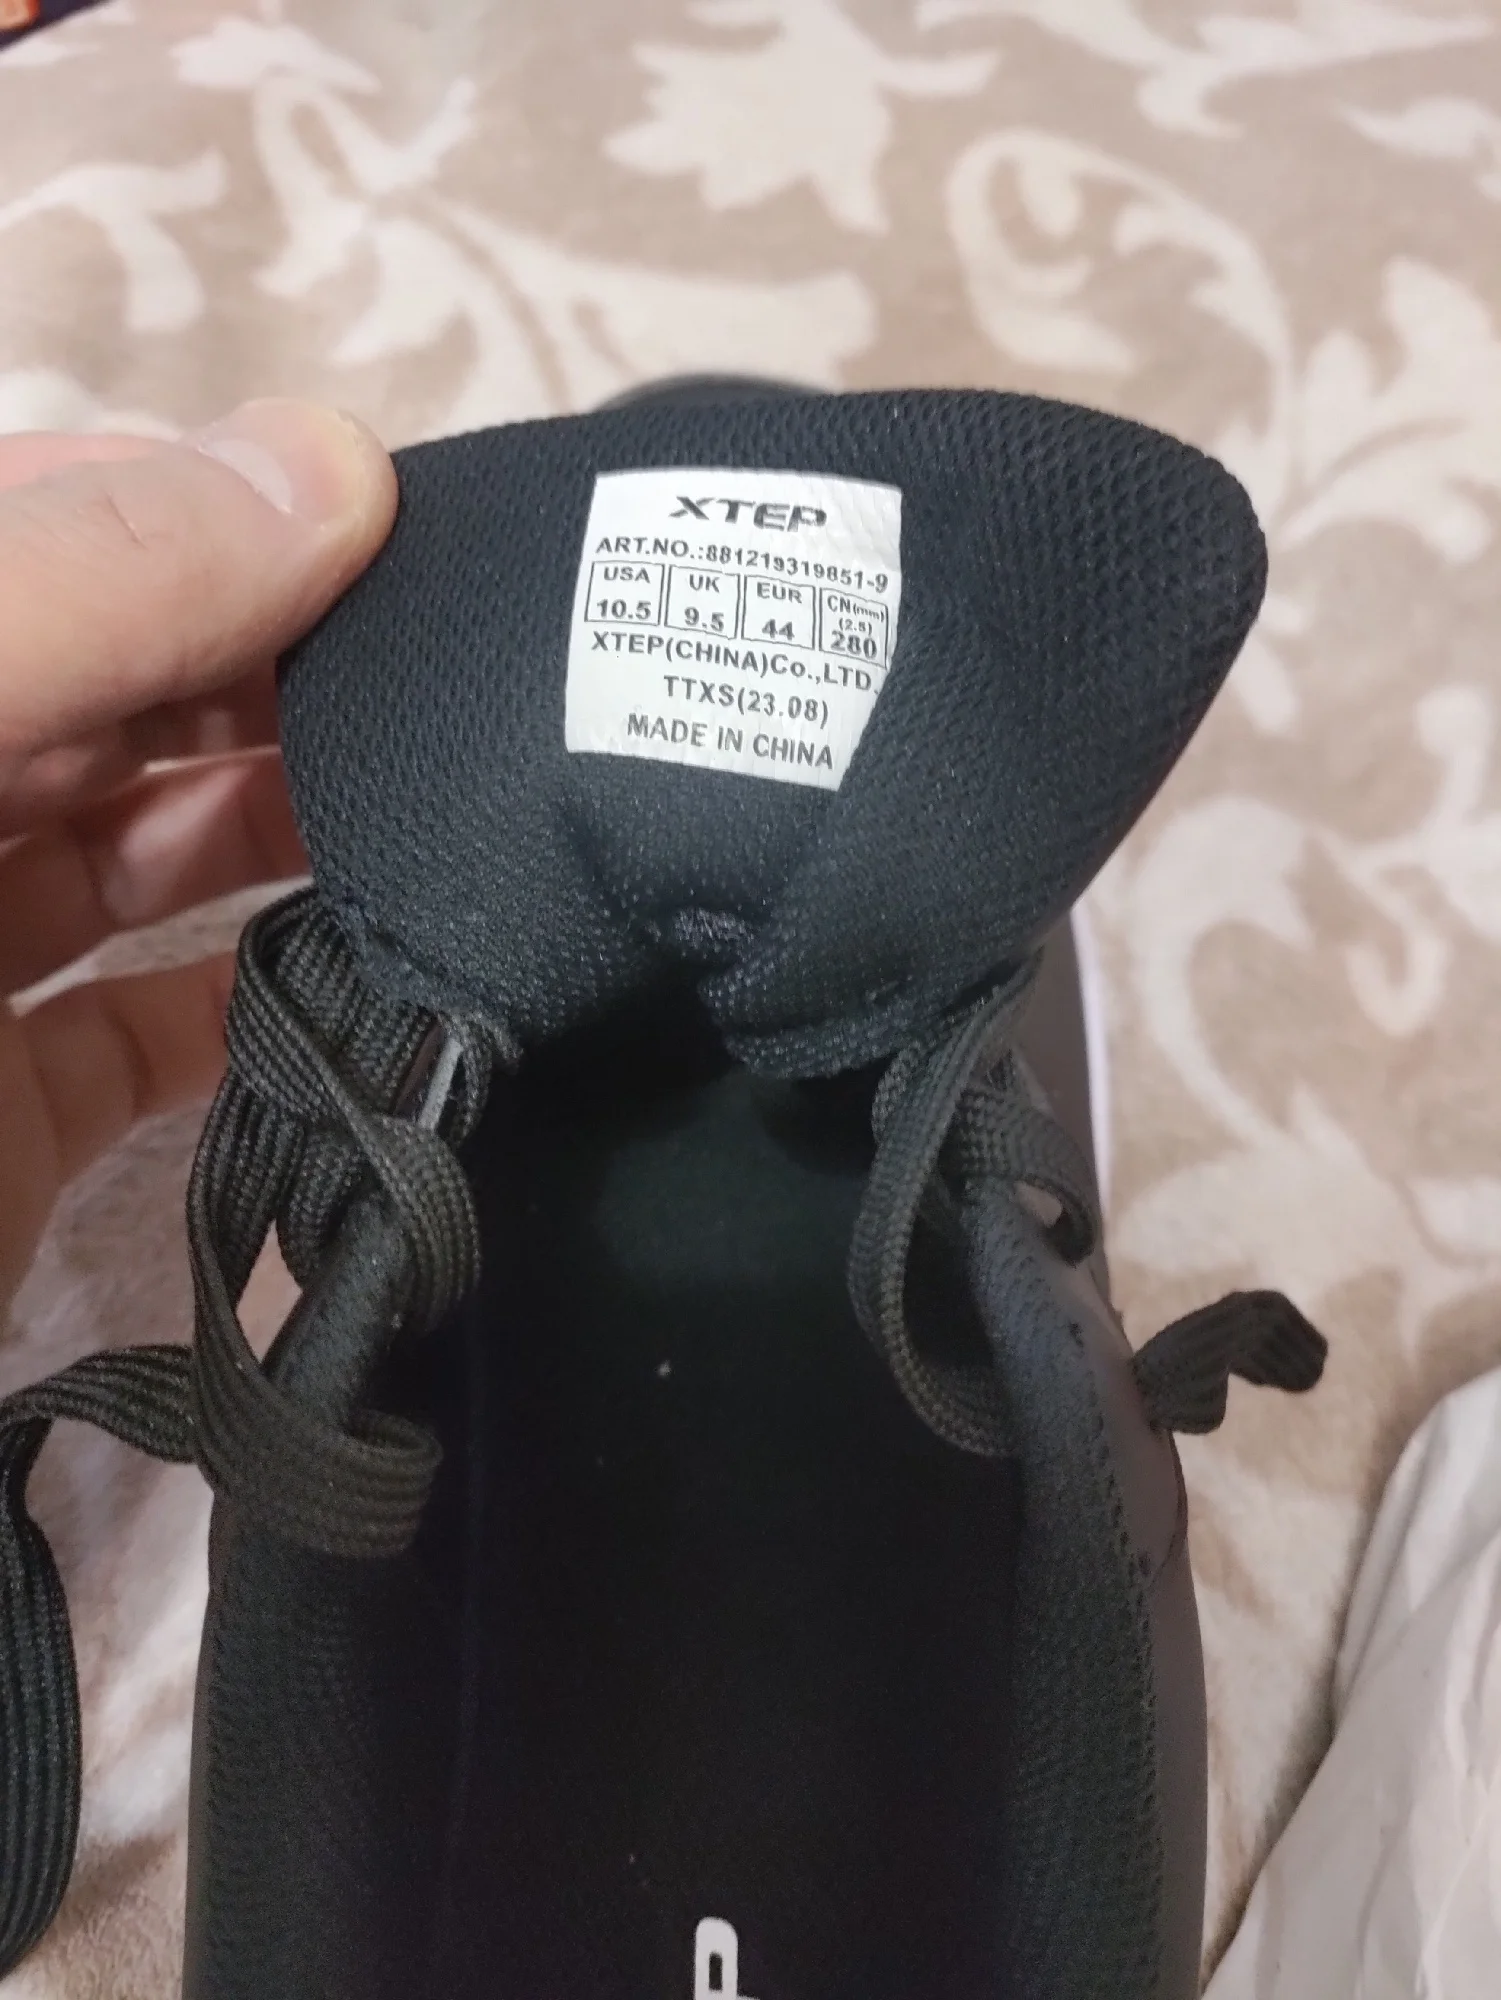 XTEP
ART.NO.:881219319851-9
USA UK EUR CN(mm)
(2.5)
10.5 9.5 44 280
XTEP(CHINA)Co.,LTD.
TTXS(23.08)
MADE IN CHINA